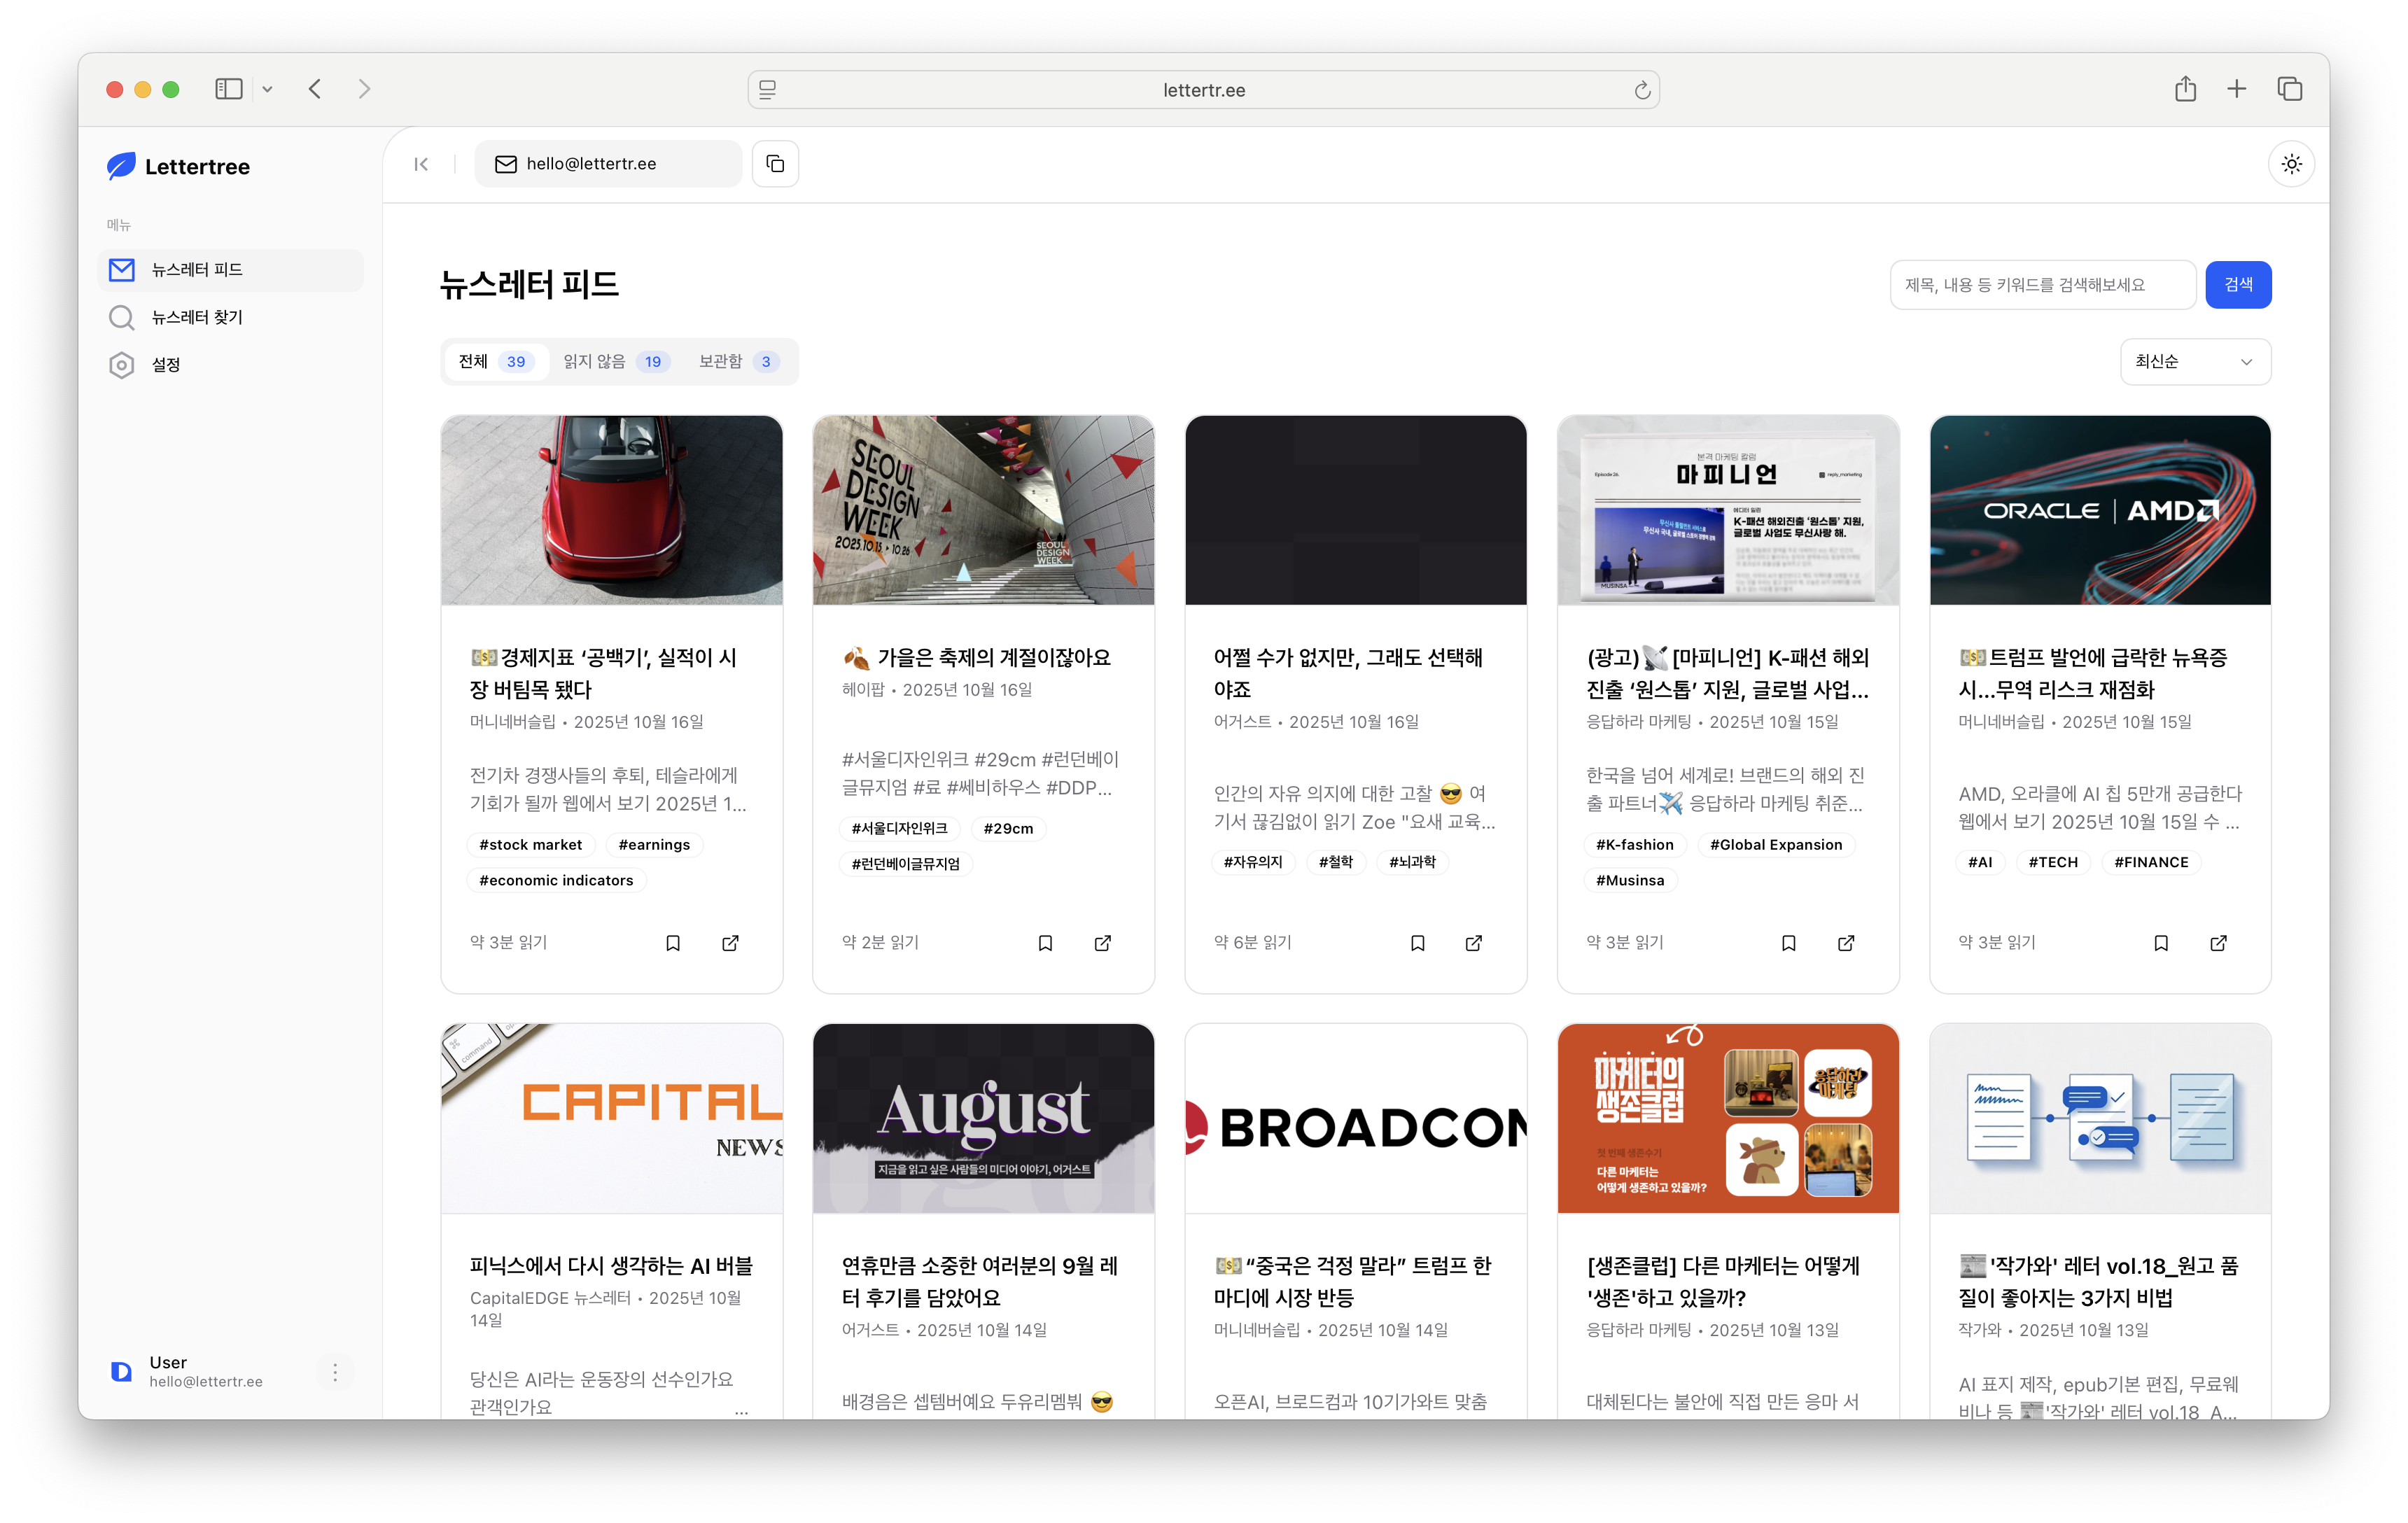 lettertr.ee
Lettertree
hello@lettertr.ee
메뉴
뉴스레터 피드
뉴스레터 찾기
설정
뉴스레터 피드
제목, 내용 등 키워드를 검색해보세요
검색
전체 39
읽지 않음 19
보관함 3
최신순
💵경제지표 ‘공백기’, 실적이 시
장 버팀목 됐다
머니네버슬립 • 2025년 10월 16일
전기차 경쟁사들의 후퇴, 테슬라에게
기회가 될까 웹에서 보기 2025년 1...
#stock market #earnings
#economic indicators
약 3분 읽기
SEOUL
DESIGN
WEEK
2025.10.15 ▸ 10.26
SEOUL
DESIGN
WEEK
🍂 가을은 축제의 계절이잖아요
헤이팝 • 2025년 10월 16일
#서울디자인위크 #29cm #런던베이
글뮤지엄 #료 #쎄비하우스 #DDP...
#서울디자인위크 #29cm
#런던베이글뮤지엄
약 2분 읽기
어쩔 수가 없지만, 그래도 선택해
야죠
어거스트 • 2025년 10월 16일
인간의 자유 의지에 대한 고찰 😎 여
기서 끊김없이 읽기 Zoe "요새 교육...
#자유의지 #철학 #뇌과학
약 6분 읽기
본격 마케팅 칼럼
Episode 26.
마피니언
reply_marketing
에디터 밀린
K-패션 해외진출 ‘원스톱’ 지원,
글로벌 사업도 무신사랑 해.
MUSINSA
(광고)📡[마피니언] K-패션 해외
진출 ‘원스톱’ 지원, 글로벌 사업...
응답하라 마케팅 • 2025년 10월 15일
한국을 넘어 세계로! 브랜드의 해외 진
출 파트너✈️ 응답하라 마케팅 취준...
#K-fashion #Global Expansion
#Musinsa
약 3분 읽기
ORACLE | AMD
💵트럼프 발언에 급락한 뉴욕증
시...무역 리스크 재점화
머니네버슬립 • 2025년 10월 15일
AMD, 오라클에 AI 칩 5만개 공급한다
웹에서 보기 2025년 10월 15일 수 ...
#AI #TECH #FINANCE
약 3분 읽기
command
CAPITAL
NEWS
피닉스에서 다시 생각하는 AI 버블
CapitalEDGE 뉴스레터 • 2025년 10월
14일
당신은 AI라는 운동장의 선수인가요
관객인가요 ...
August
지금을 읽고 싶은 사람들의 미디어 이야기, 어거스트
연휴만큼 소중한 여러분의 9월 레
터 후기를 담았어요
어거스트 • 2025년 10월 14일
배경음은 셉템버예요 두유리멤붜 😎
BROADCOM
💵“중국은 걱정 말라” 트럼프 한
마디에 시장 반등
머니네버슬립 • 2025년 10월 14일
오픈AI, 브로드컴과 10기가와트 맞춤
마케터의
생존클럽
첫 번째 생존수기
다른 마케터는
어떻게 생존하고 있을까?
응답하라
마케팅
[생존클럽] 다른 마케터는 어떻게
'생존'하고 있을까?
응답하라 마케팅 • 2025년 10월 13일
대체된다는 불안에 직접 만든 응마 서
📰'작가와' 레터 vol.18_원고 품
질이 좋아지는 3가지 비법
작가와 • 2025년 10월 13일
AI 표지 제작, epub기본 편집, 무료웨
비나 등 📰'작가와' 레터 vol.18_A...
User
hello@lettertr.ee